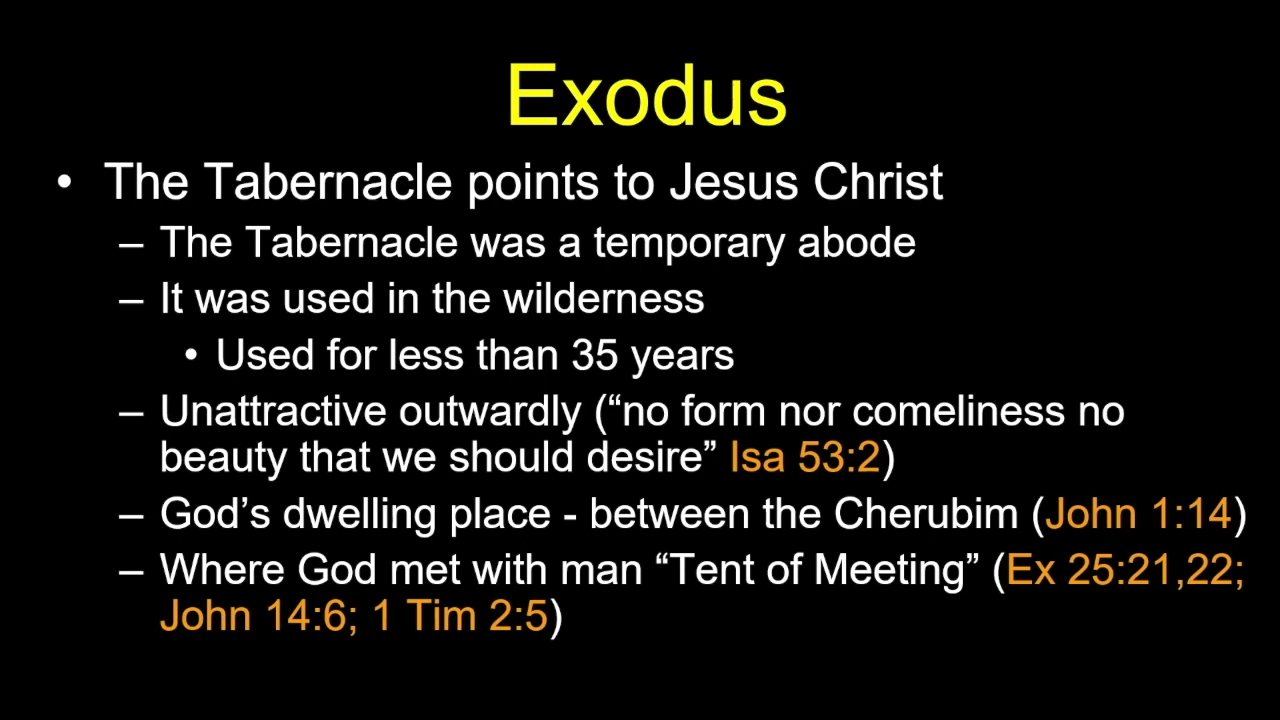 Exodus
• The Tabernacle points to Jesus Christ
– The Tabernacle was a temporary abode
– It was used in the wilderness
• Used for less than 35 years
– Unattractive outwardly (“no form nor comeliness no
beauty that we should desire” Isa 53:2)
– God’s dwelling place - between the Cherubim (John 1:14)
– Where God met with man “Tent of Meeting” (Ex 25:21,22;
John 14:6; 1 Tim 2:5)